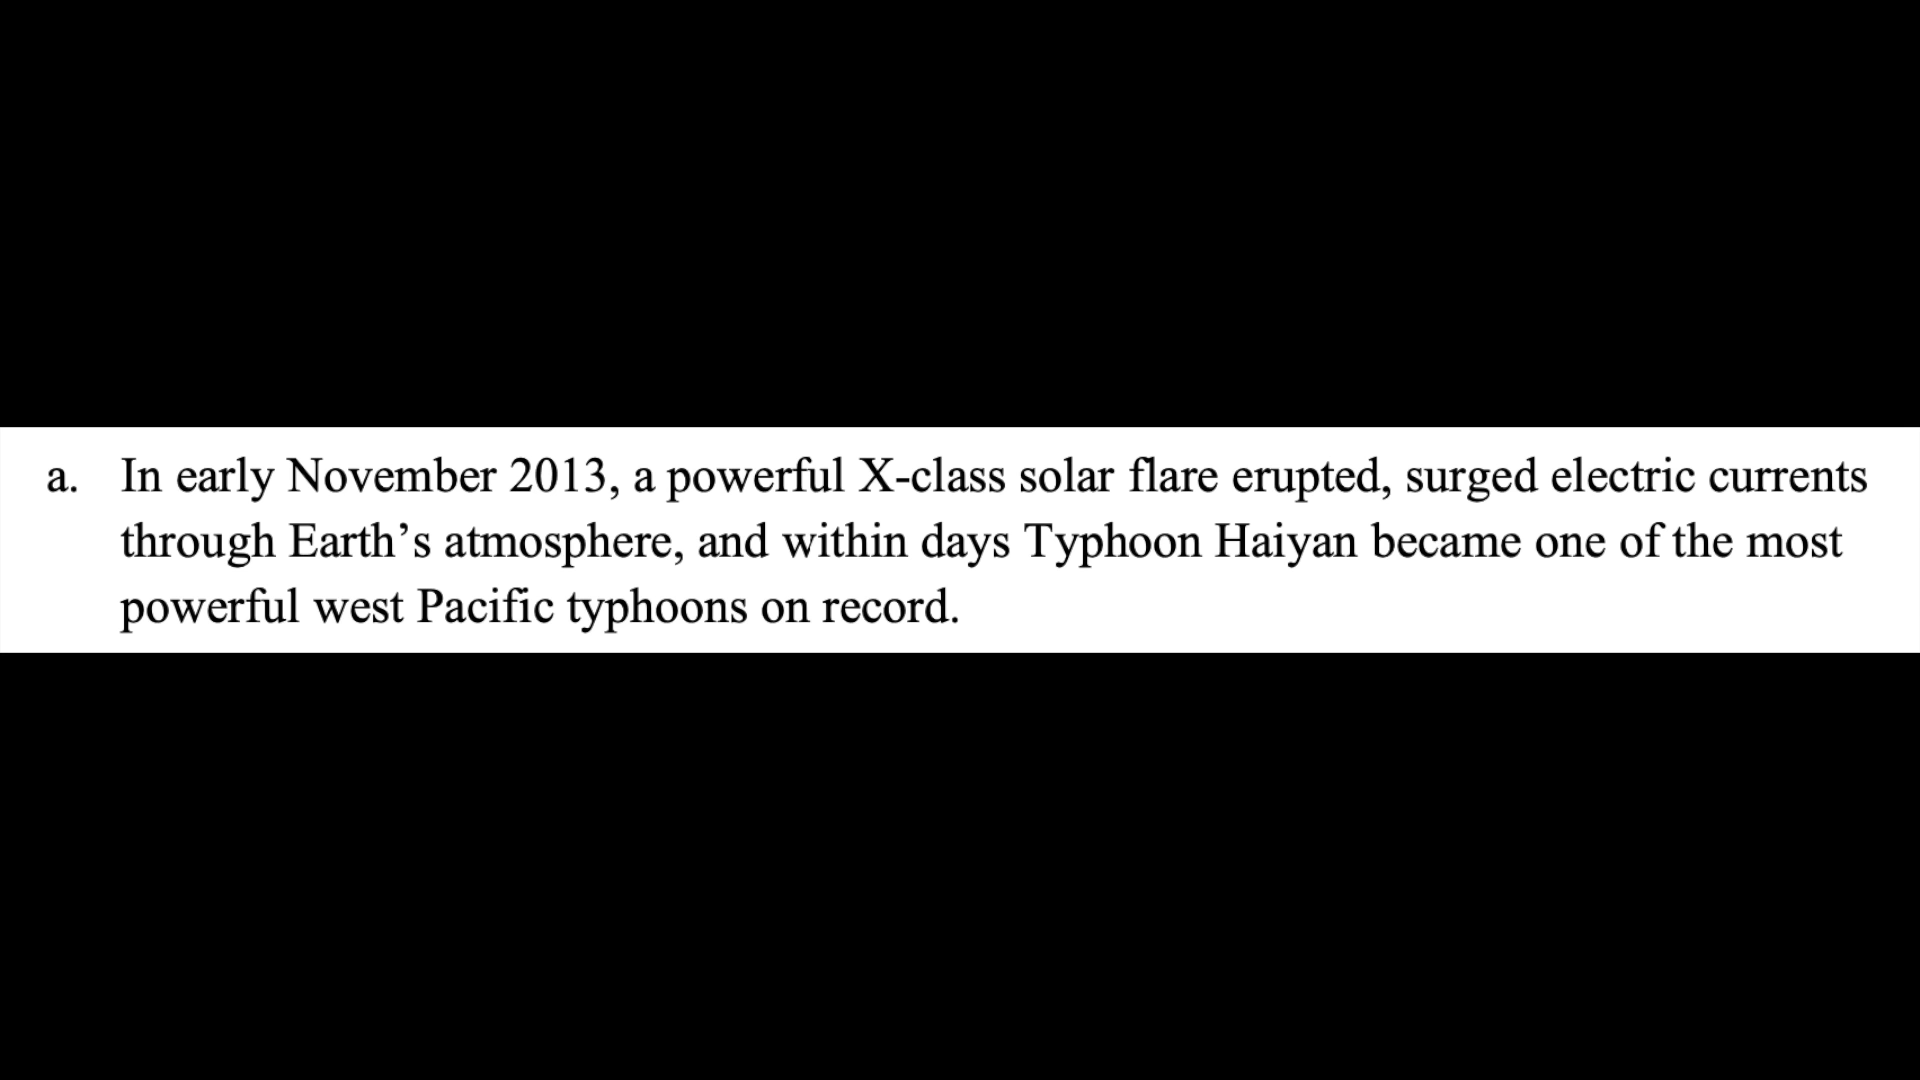 a. In early November 2013, a powerful X-class solar flare erupted, surged electric currents
through Earth’s atmosphere, and within days Typhoon Haiyan became one of the most
powerful west Pacific typhoons on record.